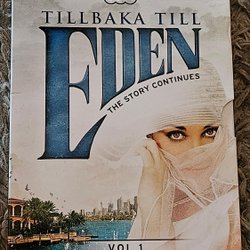 TILLBAKA TILL
EDEN
THE STORY CONTINUES
VOL 1